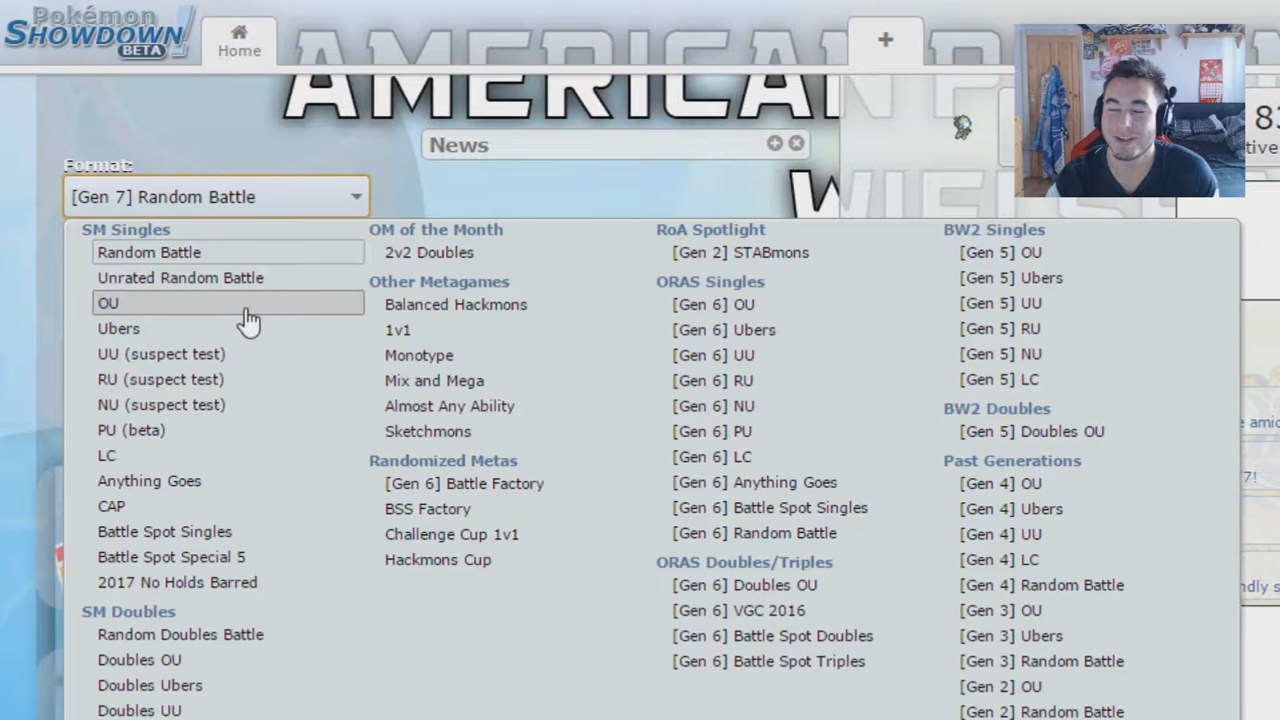 Pokémon
SHOWDOWN!
BETA
Home
+
AMERICAN P
WI
News
8
tive
Format:
[Gen 7] Random Battle
SM Singles
Random Battle
Unrated Random Battle
OU
Ubers
UU (suspect test)
RU (suspect test)
NU (suspect test)
PU (beta)
LC
Anything Goes
CAP
Battle Spot Singles
Battle Spot Special 5
2017 No Holds Barred
SM Doubles
Random Doubles Battle
Doubles OU
Doubles Ubers
Doubles UU
OM of the Month
2v2 Doubles
Other Metagames
Balanced Hackmons
1v1
Monotype
Mix and Mega
Almost Any Ability
Sketchmons
Randomized Metas
[Gen 6] Battle Factory
BSS Factory
Challenge Cup 1v1
Hackmons Cup
RoA Spotlight
[Gen 2] STABmons
ORAS Singles
[Gen 6] OU
[Gen 6] Ubers
[Gen 6] UU
[Gen 6] RU
[Gen 6] NU
[Gen 6] PU
[Gen 6] LC
[Gen 6] Anything Goes
[Gen 6] Battle Spot Singles
[Gen 6] Random Battle
ORAS Doubles/Triples
[Gen 6] Doubles OU
[Gen 6] VGC 2016
[Gen 6] Battle Spot Doubles
[Gen 6] Battle Spot Triples
BW2 Singles
[Gen 5] OU
[Gen 5] Ubers
[Gen 5] UU
[Gen 5] RU
[Gen 5] NU
[Gen 5] LC
BW2 Doubles
[Gen 5] Doubles OU
Past Generations
[Gen 4] OU
[Gen 4] Ubers
[Gen 4] UU
[Gen 4] LC
[Gen 4] Random Battle
[Gen 3] OU
[Gen 3] Ubers
[Gen 3] Random Battle
[Gen 2] OU
[Gen 2] Random Battle
e amic
7!
ndly s